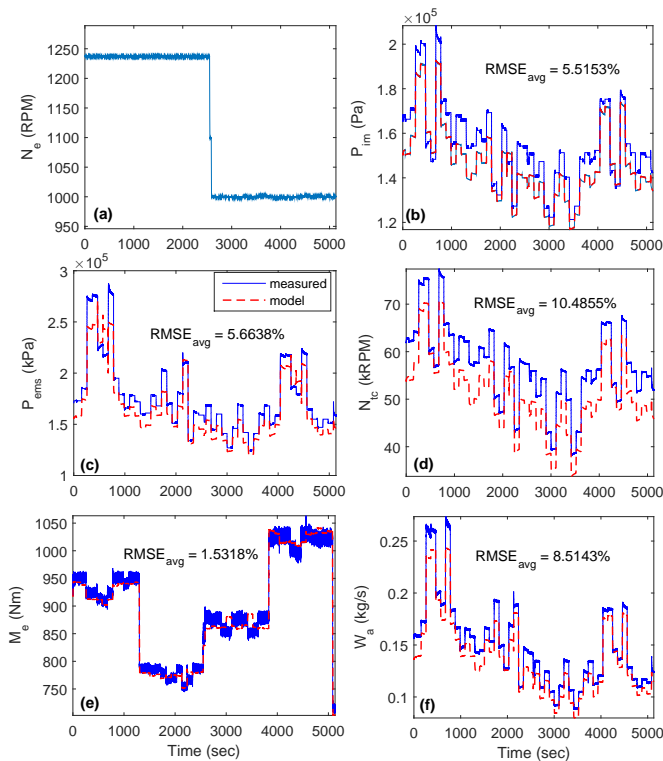 1250
1200
1150
1100
1050
1000
950
N_e (RPM)
(a)
0 1000 2000 3000 4000 5000
×10^5
2
1.8
1.6
1.4
1.2
P_im (Pa)
RMSE_avg = 5.5153%
(b)
0 1000 2000 3000 4000 5000
×10^5
3
2.5
2
1.5
1
P_ems (kPa)
measured
model
RMSE_avg = 5.6638%
(c)
0 1000 2000 3000 4000 5000
70
60
50
40
N_tc (kRPM)
RMSE_avg = 10.4855%
(d)
0 1000 2000 3000 4000 5000
1050
1000
950
900
850
800
750
M_e (Nm)
RMSE_avg = 1.5318%
(e)
0 1000 2000 3000 4000 5000
Time (sec)
0.25
0.2
0.15
0.1
W_a (kg/s)
RMSE_avg = 8.5143%
(f)
0 1000 2000 3000 4000 5000
Time (sec)